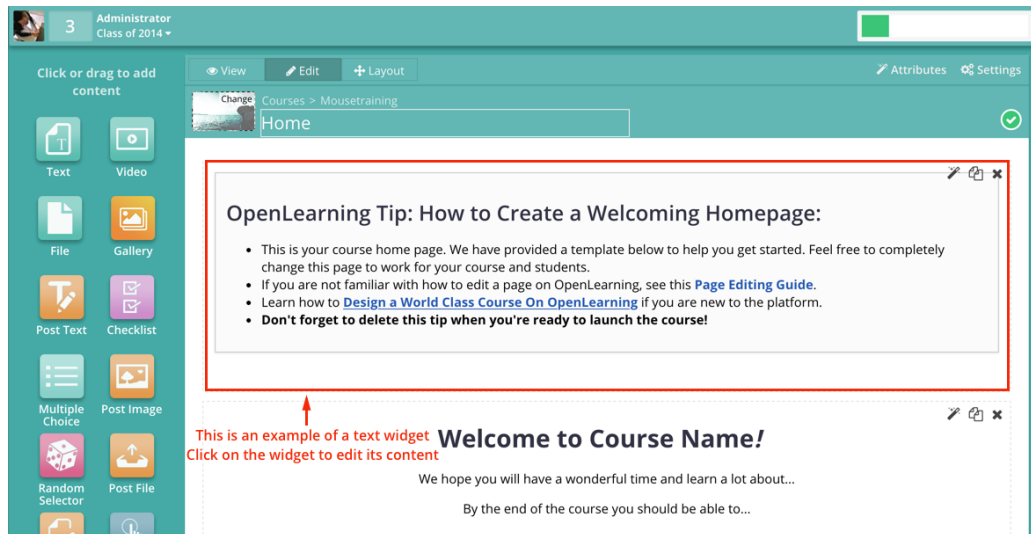 3
Administrator
Class of 2014
Click or drag to add
content
View
Edit
Layout
Attributes
Settings
Change
Courses > Mousetraining
Home
Text
Video
File
Gallery
Post Text
Checklist
Multiple
Choice
Post Image
Random
Selector
Post File
OpenLearning Tip: How to Create a Welcoming Homepage:
• This is your course home page. We have provided a template below to help you get started. Feel free to completely
change this page to work for your course and students.
• If you are not familiar with how to edit a page on OpenLearning, see this Page Editing Guide.
• Learn how to Design a World Class Course On OpenLearning if you are new to the platform.
• Don't forget to delete this tip when you're ready to launch the course!
This is an example of a text widget
Click on the widget to edit its content
Welcome to Course Name!
We hope you will have a wonderful time and learn a lot about...
By the end of the course you should be able to...